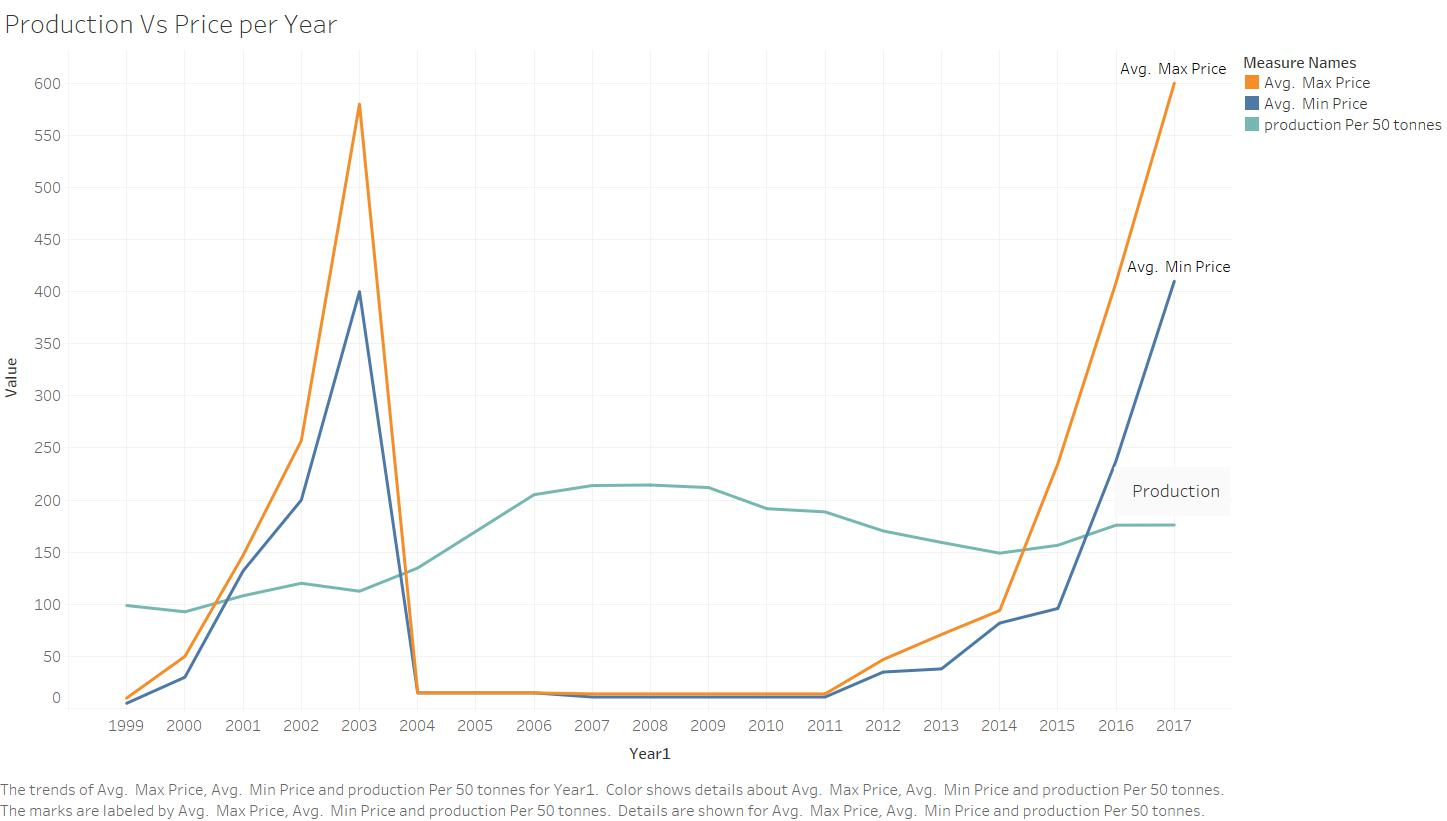 Production Vs Price per Year
Measure Names
Avg.  Max Price
Avg.  Min Price
production Per 50 tonnes
Avg.  Max Price
Avg.  Min Price
Production
Value
600
550
500
450
400
350
300
250
200
150
100
50
0
1999 2000 2001 2002 2003 2004 2005 2006 2007 2008 2009 2010 2011 2012 2013 2014 2015 2016 2017
Year1
The trends of Avg.  Max Price, Avg.  Min Price and production Per 50 tonnes for Year1.  Color shows details about Avg.  Max Price, Avg.  Min Price and production Per 50 tonnes.
The marks are labeled by Avg.  Max Price, Avg.  Min Price and production Per 50 tonnes.  Details are shown for Avg.  Max Price, Avg.  Min Price and production Per 50 tonnes.